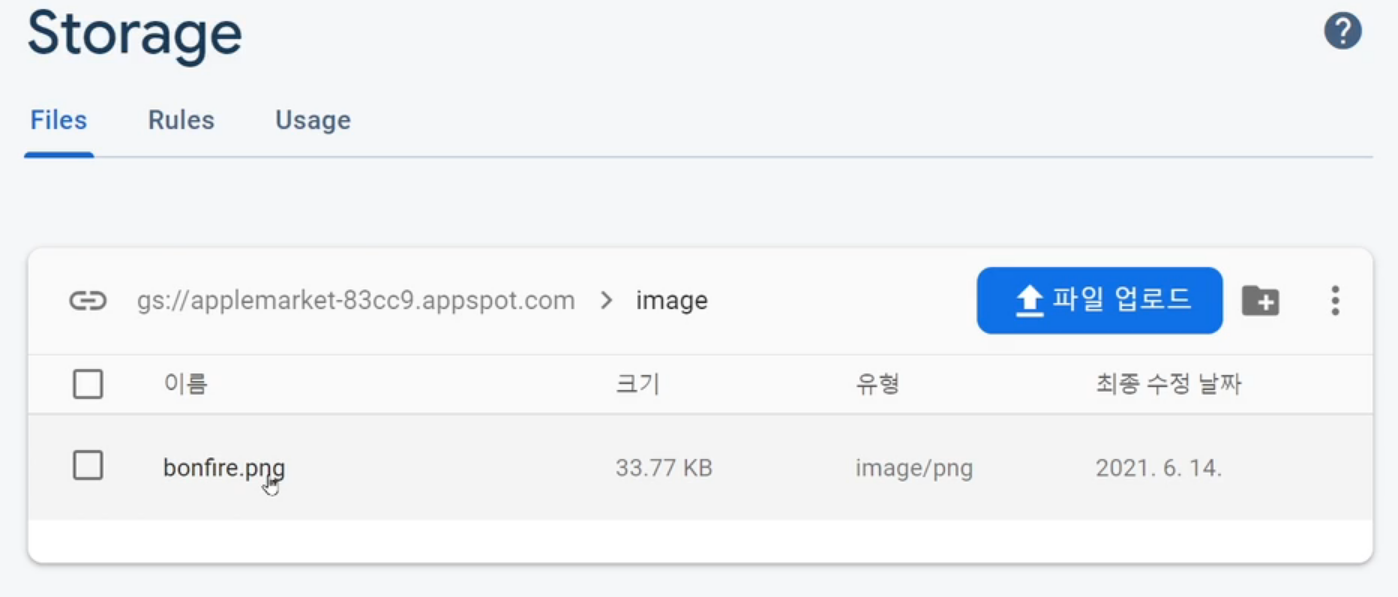 Storage
Files Rules Usage
gs://applemarket-83cc9.appspot.com > image 파일 업로드
이름 크기 유형 최종 수정 날짜
bonfire.png 33.77 KB image/png 2021. 6. 14.